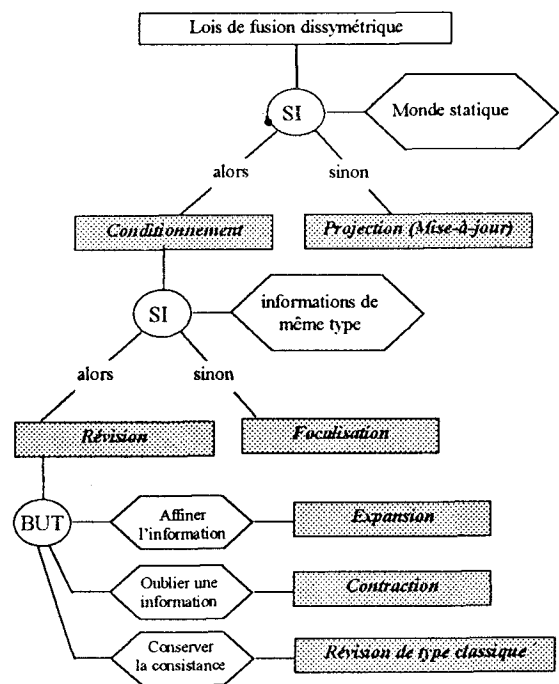 Lois de fusion dissymétrique
SI
Monde statique
alors
sinon
Conditionnement
Projection (Mise-à-jour)
SI
informations de
même type
alors
sinon
Révision
Focalisation
BUT
Affiner
l'information
Expansion
Oublier une
information
Contraction
Conserver
la consistance
Révision de type classique